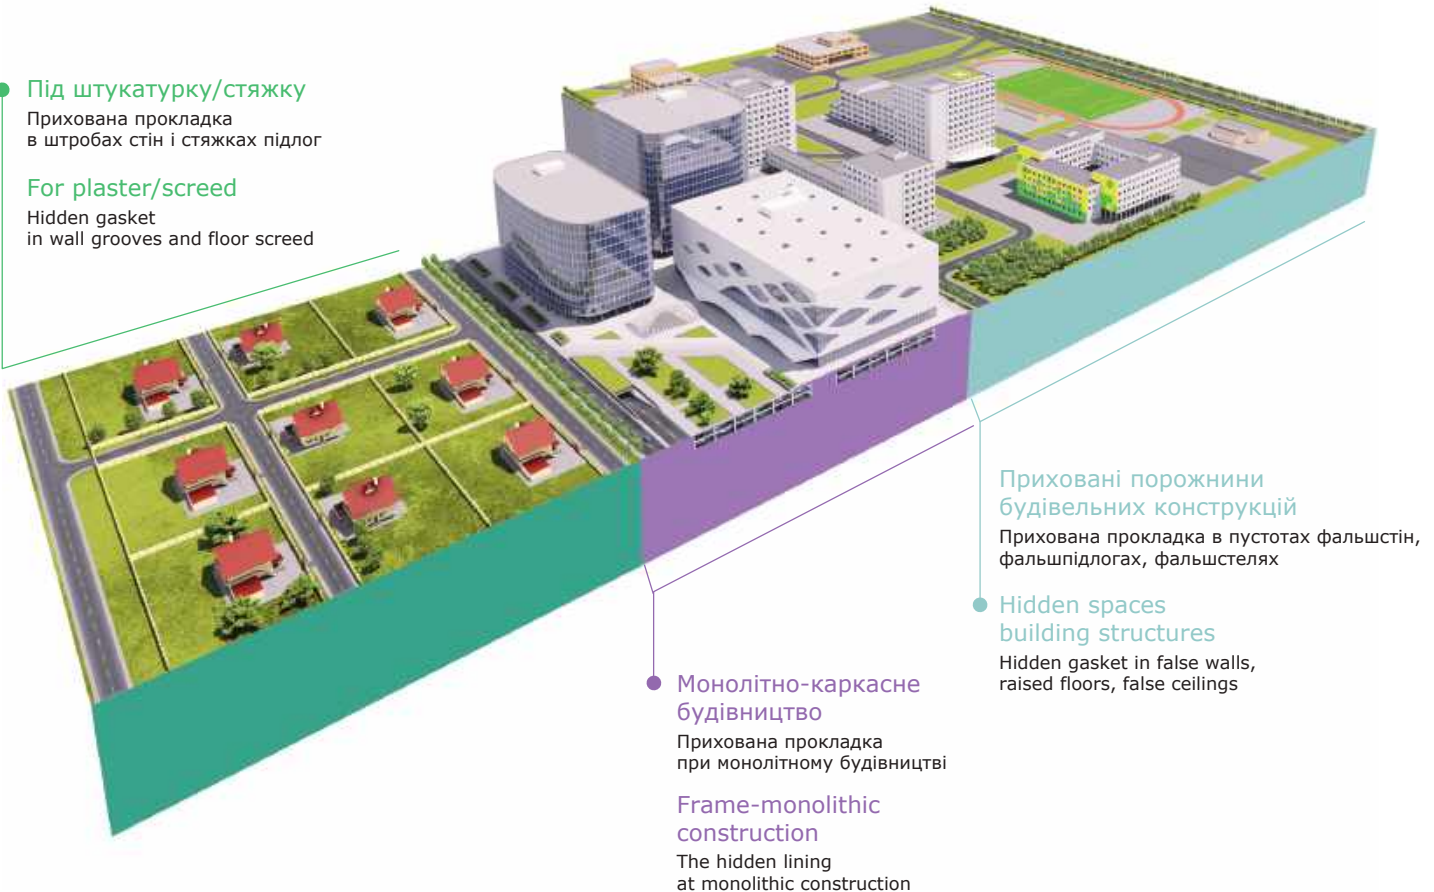 Під штукатурку/стяжку
Прихована прокладка
в штробах стін і стяжках підлог
For plaster/screed
Hidden gasket
in wall grooves and floor screed
Приховані порожнини
будівельних конструкцій
Прихована прокладка в пустотах фальшстін,
фальшпідлогах, фальшстелях
Hidden spaces
building structures
Hidden gasket in false walls,
raised floors, false ceilings
Монолітно-каркасне
будівництво
Прихована прокладка
при монолітному будівництві
Frame-monolithic
construction
The hidden lining
at monolithic construction